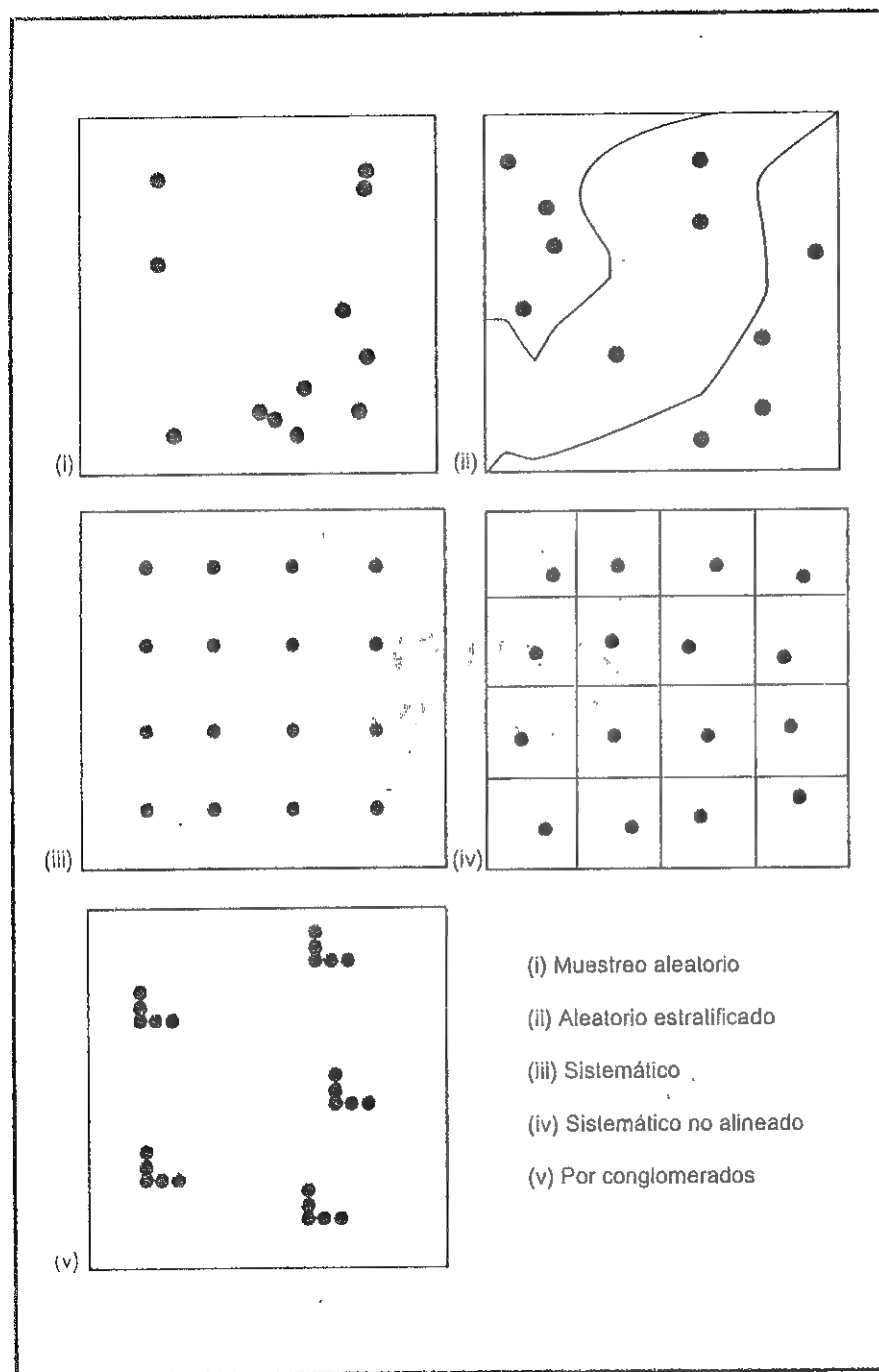 (i)
(ii)
(iii)
(iv)
(v)
(i) Muestreo aleatorio
(ii) Aleatorio estratificado
(iii) Sistemático
(iv) Sistemático no alineado
(v) Por conglomerados